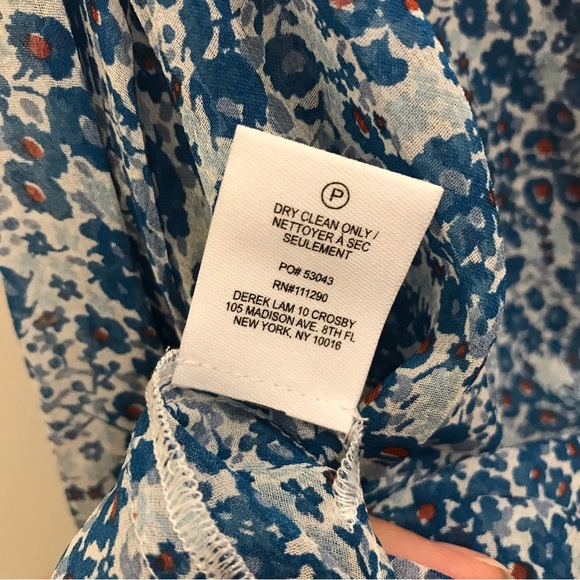 P
DRY CLEAN ONLY /
NETTOYER À SEC
SEULEMENT
PO# 53043
RN#111290
DEREK LAM 10 CROSBY
105 MADISON AVE. 8TH FL
NEW YORK, NY 10016